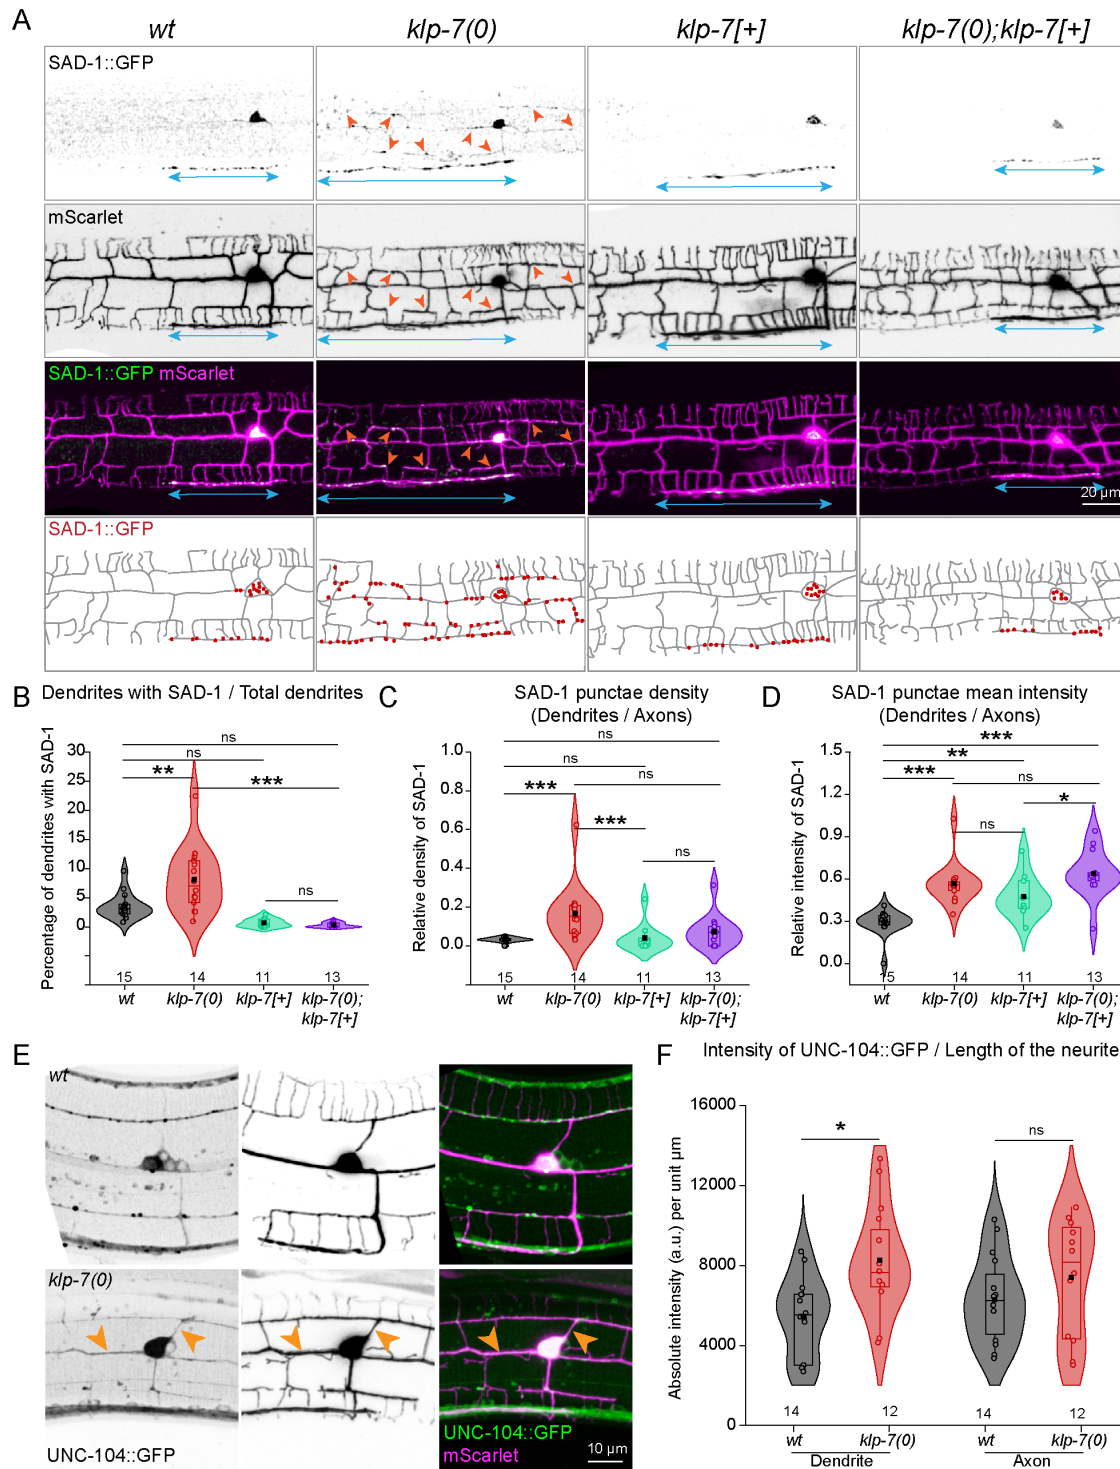 A
wt
klp-7(0)
klp-7[+]
klp-7(0);klp-7[+]
SAD-1::GFP
mScarlet
SAD-1::GFP mScarlet
20 µm
SAD-1::GFP
B
Dendrites with SAD-1 / Total dendrites
Percentage of dendrites with SAD-1
30
25
20
15
10
5
0
ns
ns
**
***
ns
15
14
11
13
wt
klp-7(0)
klp-7[+]
klp-7(0);
klp-7[+]
C
SAD-1 punctae density
(Dendrites / Axons)
Relative density of SAD-1
1.0
0.8
0.6
0.4
0.2
0.0
ns
ns
***
ns
***
ns
15
14
11
13
wt
klp-7(0)
klp-7[+]
klp-7(0);
klp-7[+]
D
SAD-1 punctae mean intensity
(Dendrites / Axons)
Relative intensity of SAD-1
1.5
1.2
0.9
0.6
0.3
0.0
***
**
***
ns
*
ns
15
14
11
13
wt
klp-7(0)
klp-7[+]
klp-7(0);
klp-7[+]
E
wt
klp-7(0)
UNC-104::GFP
UNC-104::GFP
mScarlet
10 µm
F
Intensity of UNC-104::GFP / Length of the neurite
Absolute intensity (a.u.) per unit µm
16000
12000
8000
4000
0
*
ns
14
12
14
12
wt
klp-7(0)
wt
klp-7(0)
Dendrite
Axon